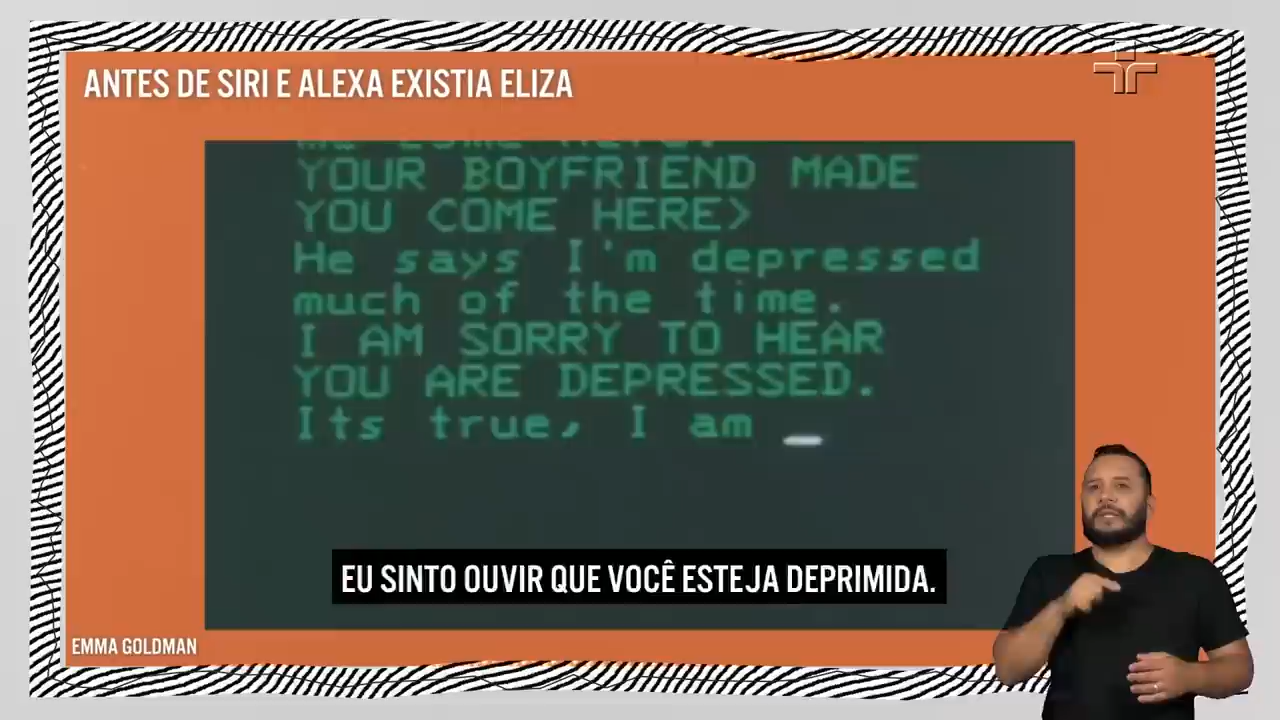 ANTES DE SIRI E ALEXA EXISTIA ELIZA
YOUR BOYFRIEND MADE
YOU <COME HERE>
He says I'm depressed
much of the time.
I AM SORRY TO HEAR
YOU ARE DEPRESSED.
Its true, I am _
EU SINTO OUVIR QUE VOCÊ ESTEJA DEPRIMIDA.
EMMA GOLDMAN